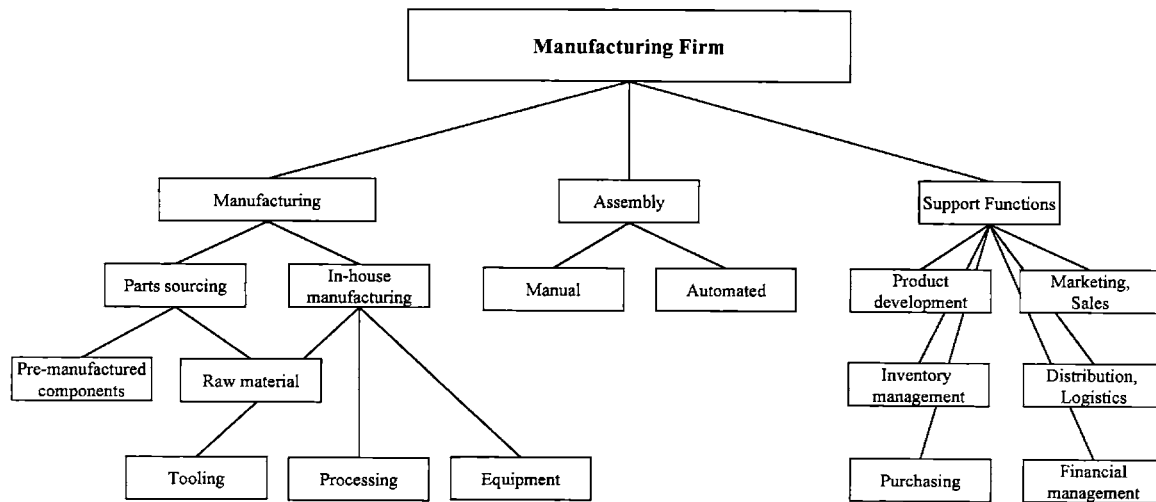 Manufacturing Firm
Manufacturing
Assembly
Support Functions
Parts sourcing
In-house
manufacturing
Manual
Automated
Product
development
Marketing,
Sales
Pre-manufactured
components
Raw material
Inventory
management
Distribution,
Logistics
Tooling
Processing
Equipment
Purchasing
Financial
management